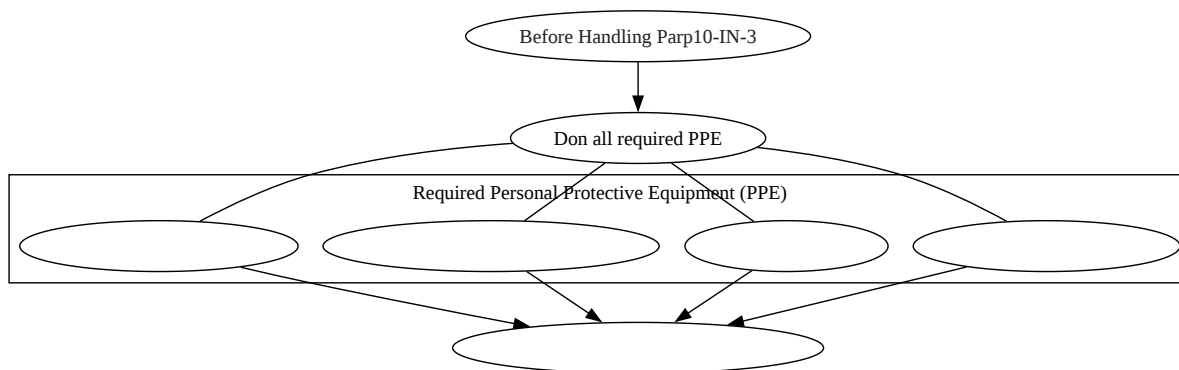 Before Handling Parp10-IN-3
Don all required PPE
Required Personal Protective Equipment (PPE)